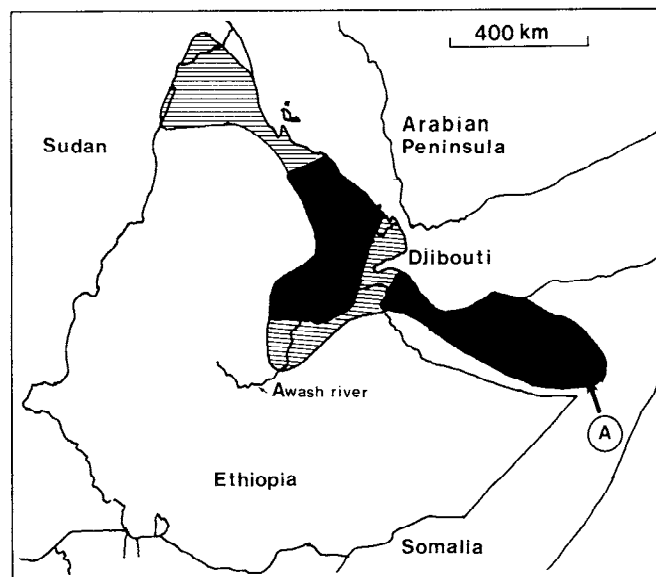 400 km
Sudan
Arabian
Peninsula
Djibouti
Awash river
A
Ethiopia
Somalia